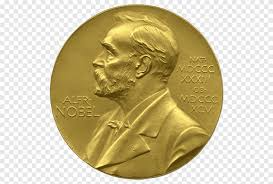 ALFR·
NOBEL
NAT·
MDCCC
XXXIII
OB·
MDCCC
XCVI